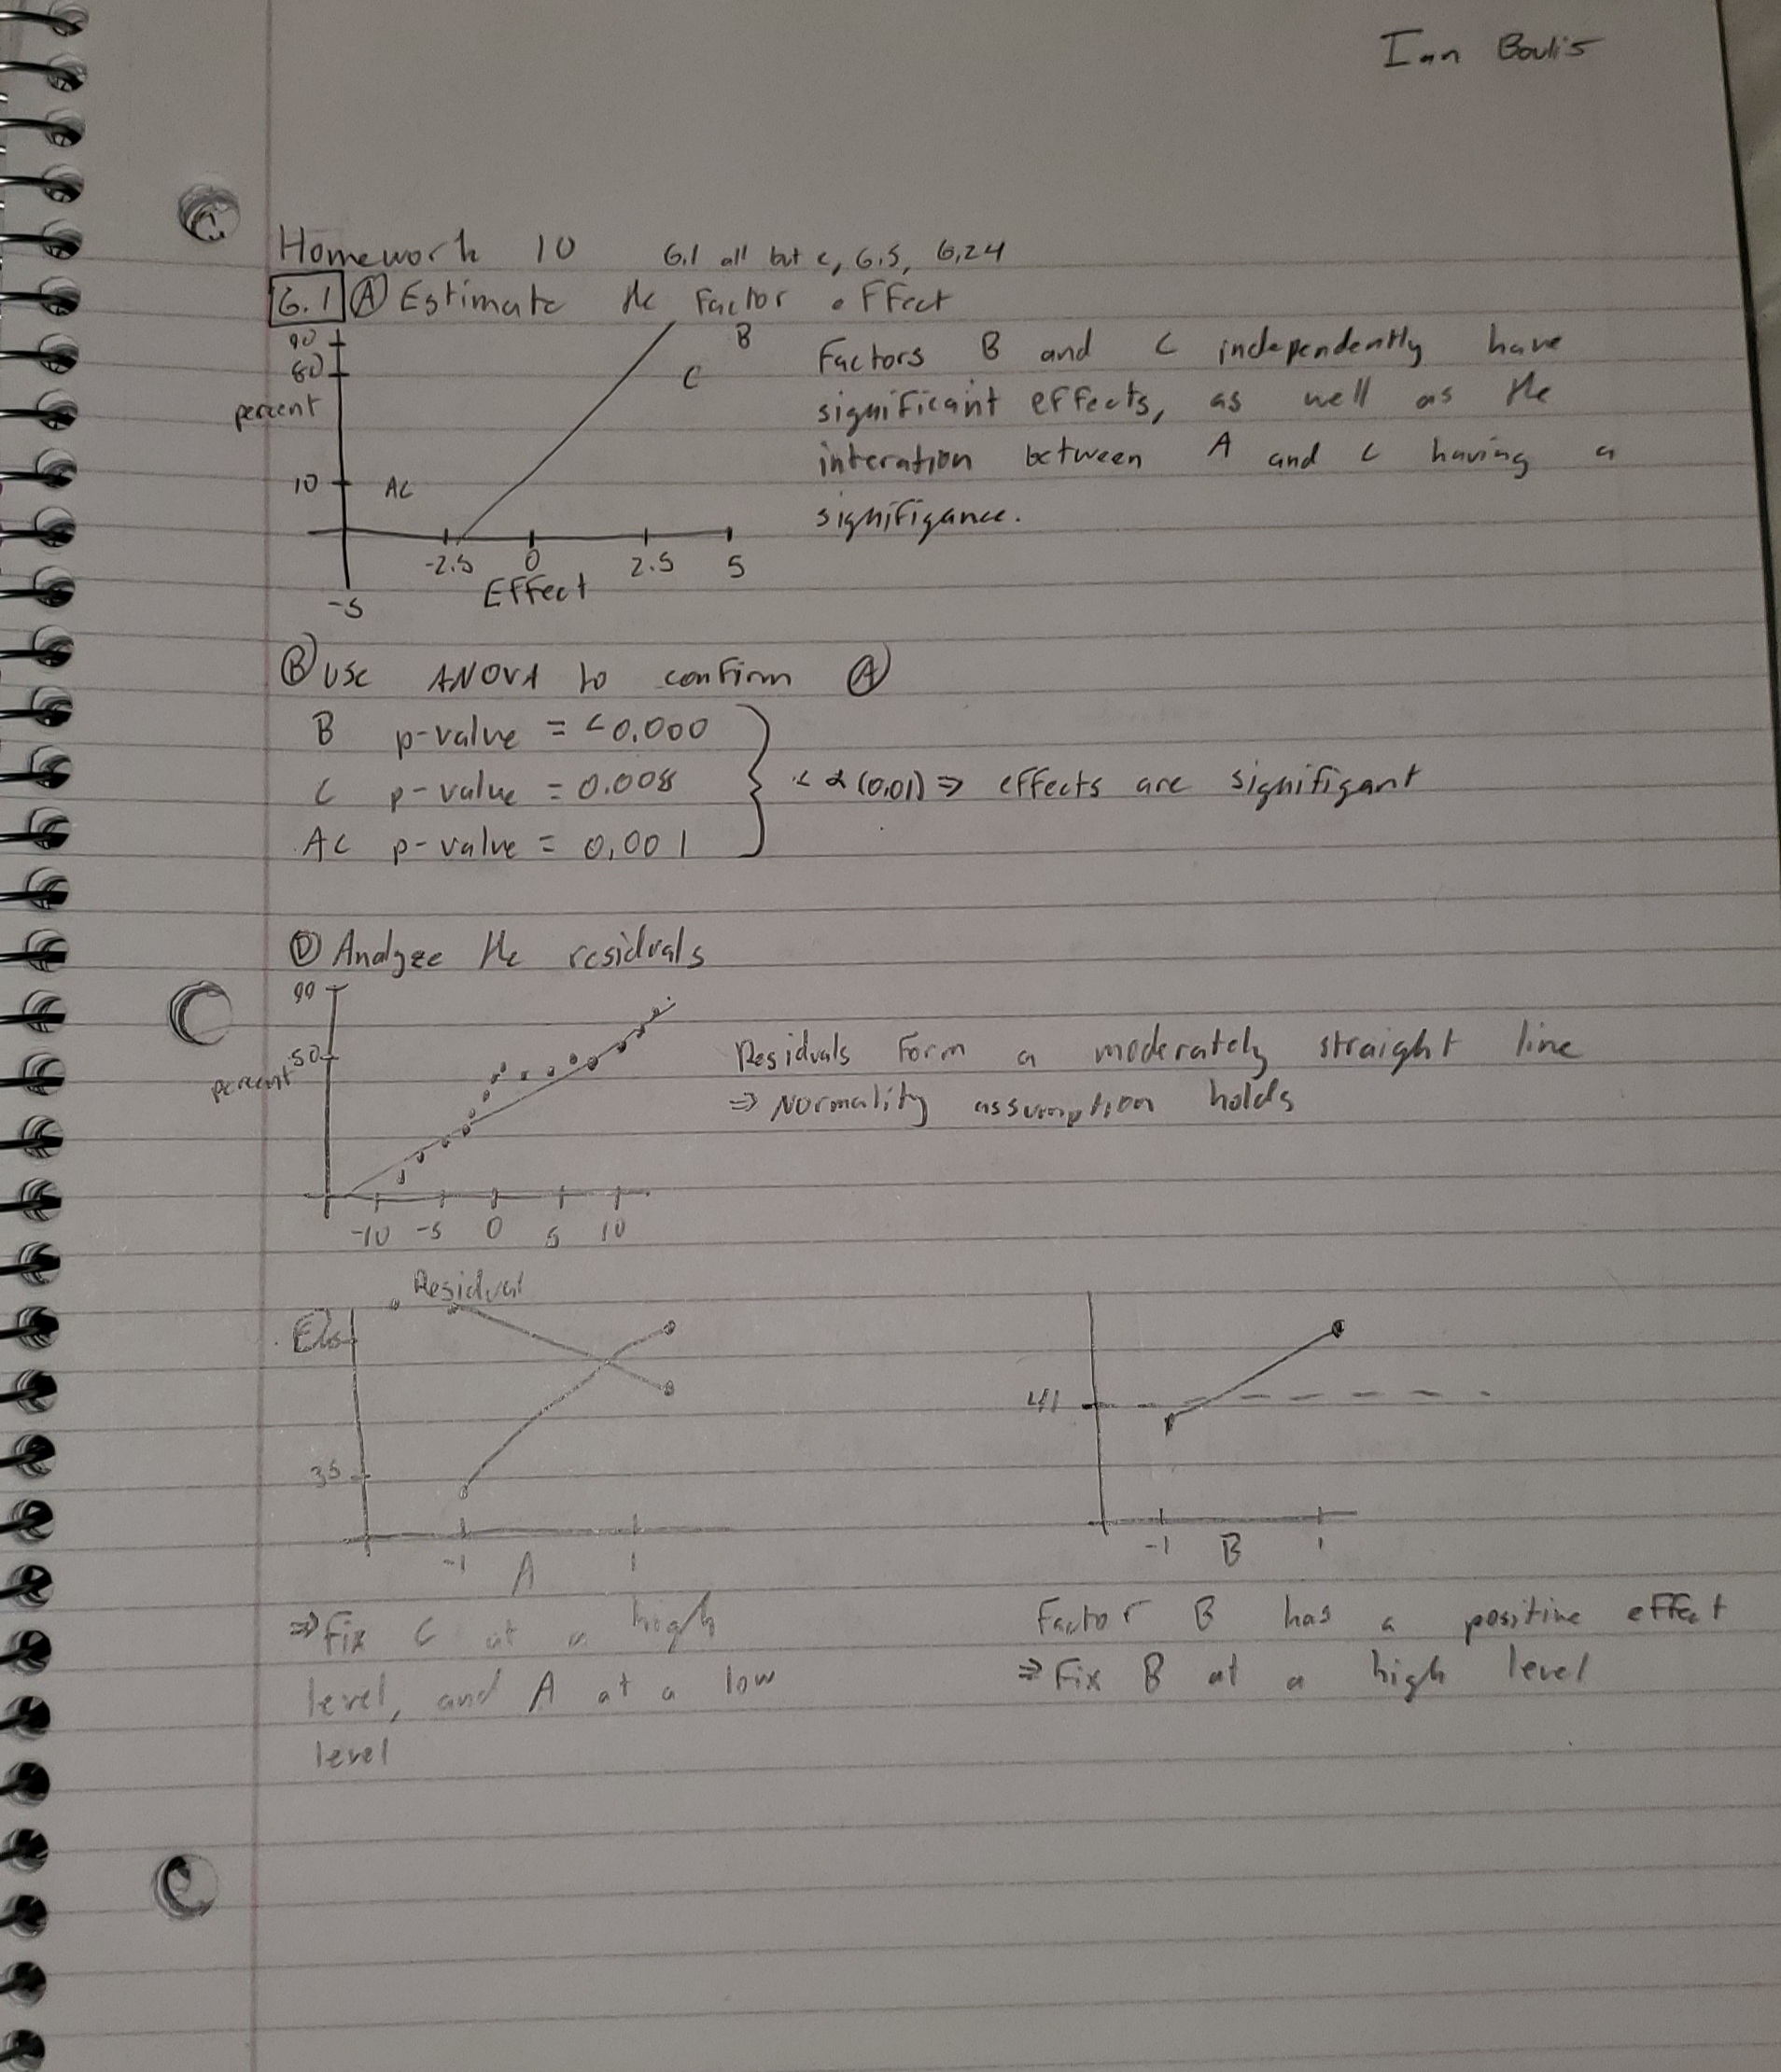 Ian Boulis
Homework 10 6.1 all but c, 6.5, 6.24
6.1 A Estimate the Factor effect
90
80
percent
10
B
C
AC
-2.5 0 2.5 5
-5
Effect
Factors B and C independently have
significant effects, as well as the
interation between A and C having a
signifigance.
B Use ANOVA to confirm A
B p-value = <0.000
C p-value = 0.008
AC p-value = 0.001
< α (0.01) ⇒ effects are signifigant
D Analyze the residuals
99
50
percent
-10 -5 0 5 10
Residual
Residuals Form a moderately straight line
⇒ Normality assumption holds
E
35
-1 1
A
⇒ Fix C at a high
level, and A at a low
level
41
-1 1
B
Factor B has a positive effect
⇒ Fix B at a high level